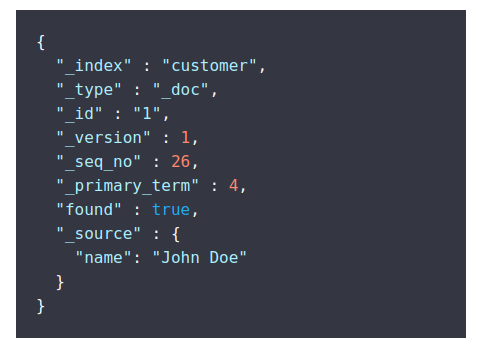 {
  "_index" : "customer",
  "_type" : "_doc",
  "_id" : "1",
  "_version" : 1,
  "_seq_no" : 26,
  "_primary_term" : 4,
  "found" : true,
  "_source" : {
    "name": "John Doe"
  }
}